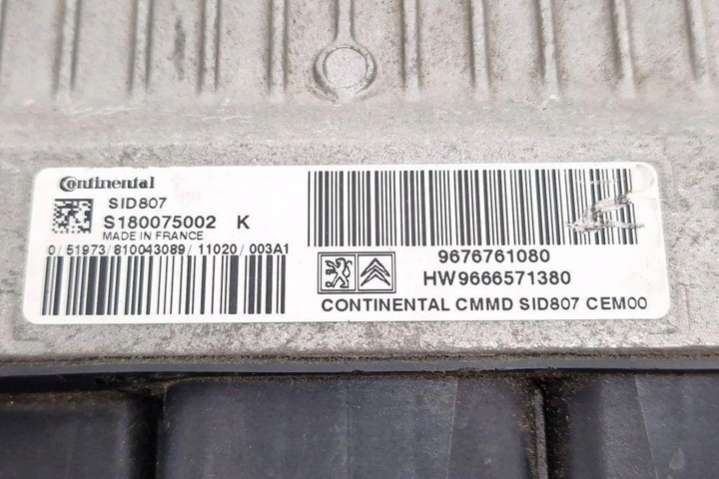 Continental
SID807
S180075002 K
MADE IN FRANCE
0/51973/810043089/11020/003A1
9676761080
HW9666571380
CONTINENTAL CMMD SID807 CEM00